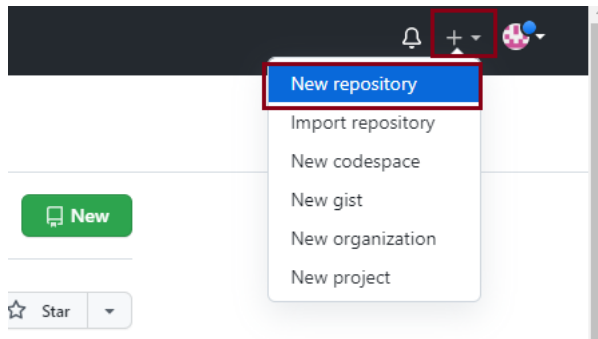 New repository
Import repository
New codespace
New
New gist
New organization
New project
Star